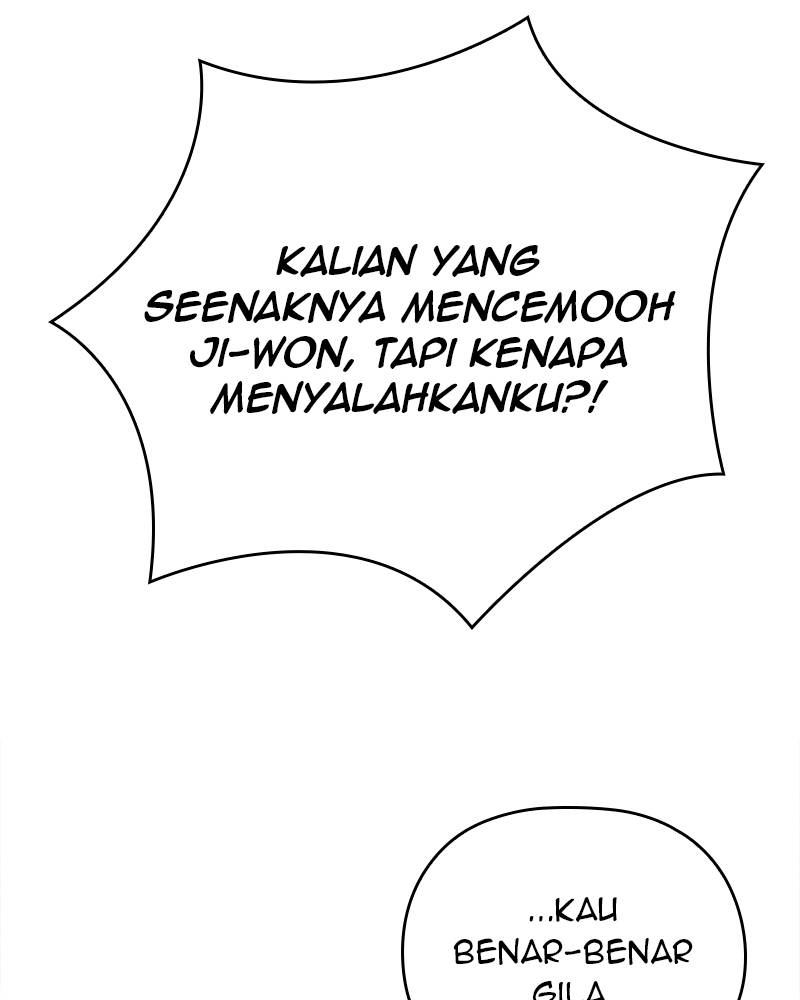 KALIAN YANG
SEENAKNYA MENCEMOOH
JI-WON, TAPI KENAPA
MENYALAHKANKU?!
...KAU
BENAR-BENAR
GILA